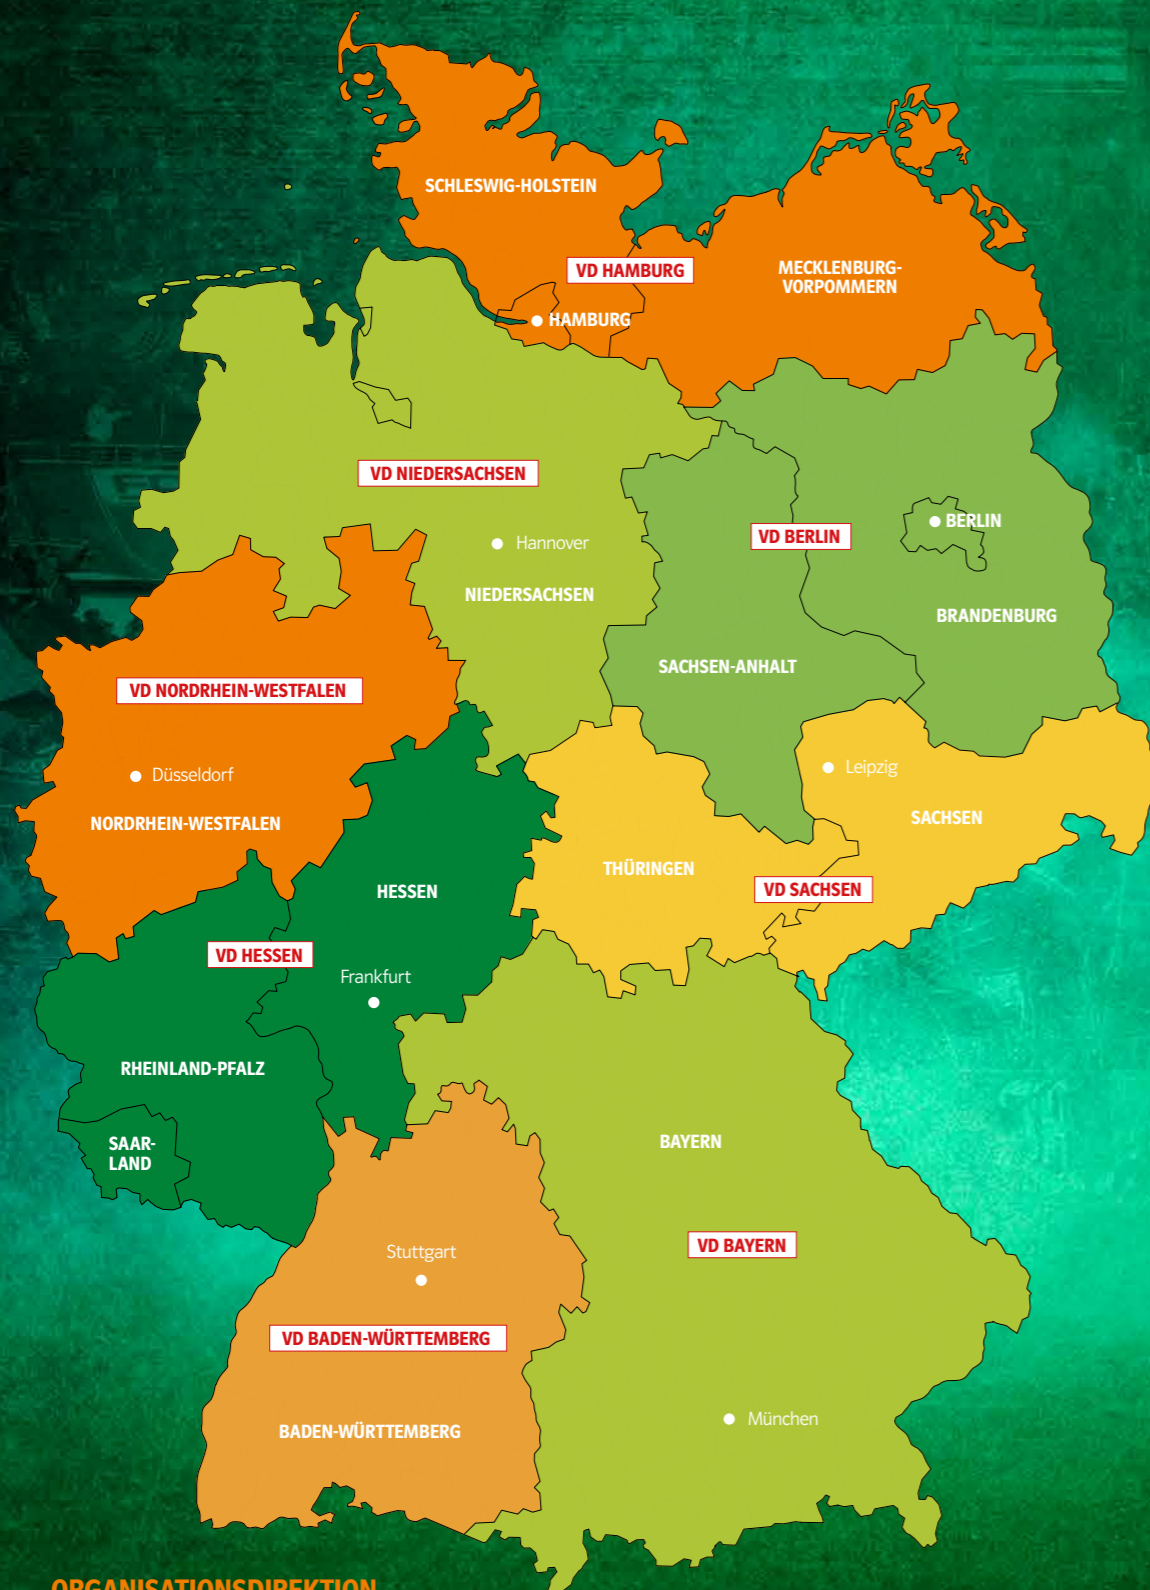 SCHLESWIG-HOLSTEIN
VD HAMBURG
MECKLENBURG-
VORPOMMERN
HAMBURG
VD NIEDERSACHSEN
Hannover
NIEDERSACHSEN
VD BERLIN
BERLIN
BRANDENBURG
SACHSEN-ANHALT
VD NORDRHEIN-WESTFALEN
Düsseldorf
NORDRHEIN-WESTFALEN
Leipzig
SACHSEN
THÜRINGEN
VD SACHSEN
HESSEN
VD HESSEN
Frankfurt
RHEINLAND-PFALZ
SAAR-
LAND
BAYERN
VD BAYERN
Stuttgart
VD BADEN-WÜRTTEMBERG
BADEN-WÜRTTEMBERG
München
ORGANISATIONSDIREKTION